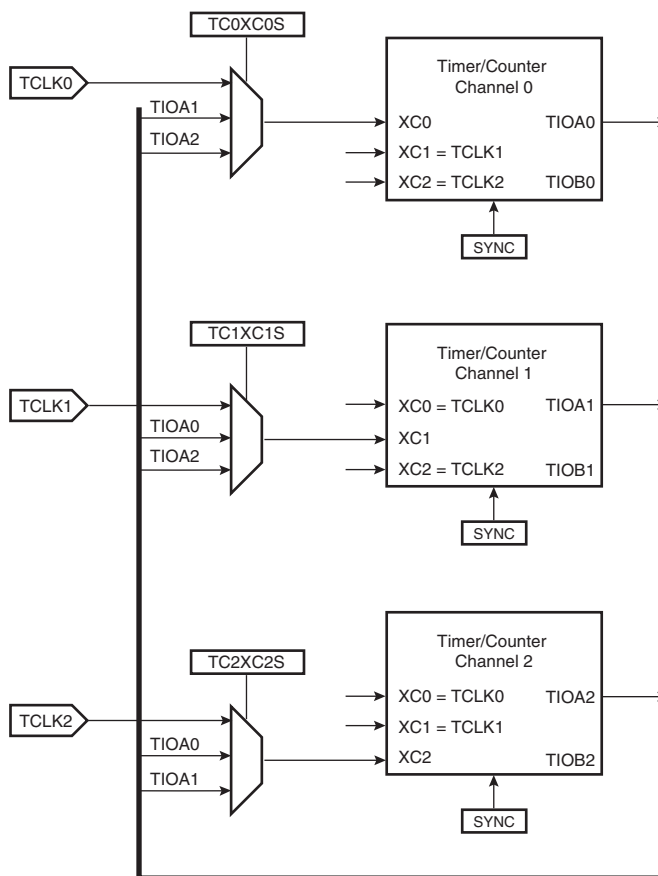 TC0XC0S
TCLK0
TIOA1
TIOA2
Timer/Counter
Channel 0
XC0
TIOA0
XC1 = TCLK1
XC2 = TCLK2
TIOB0
SYNC
TC1XC1S
TCLK1
TIOA0
TIOA2
Timer/Counter
Channel 1
XC0 = TCLK0
TIOA1
XC1
XC2 = TCLK2
TIOB1
SYNC
TC2XC2S
TCLK2
TIOA0
TIOA1
Timer/Counter
Channel 2
XC0 = TCLK0
TIOA2
XC1 = TCLK1
XC2
TIOB2
SYNC